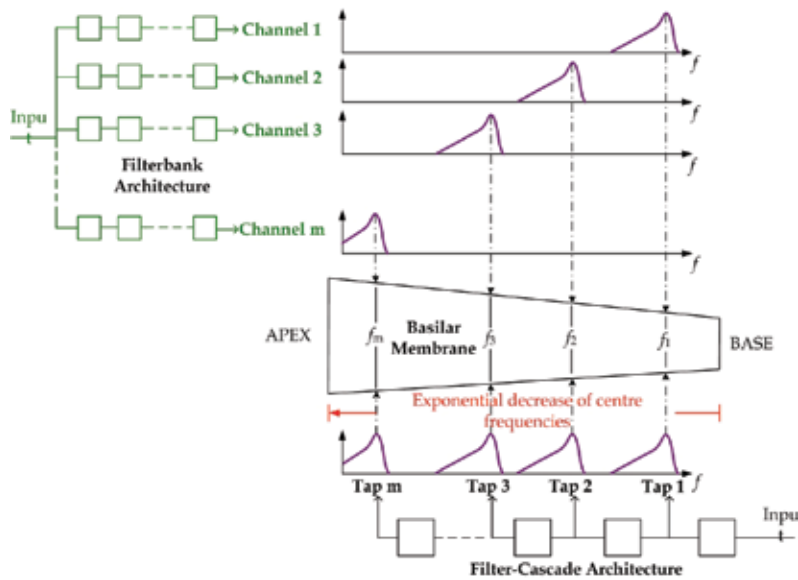 Channel 1
f
Channel 2
f
Inpu
t
Channel 3
f
Filterbank
Architecture
Channel m
f
APEX
fm
Basilar
Membrane
f3
f2
f1
BASE
Exponential decrease of centre
frequencies
Tap m
Tap 3
Tap 2
Tap 1
f
Inpu
t
Filter-Cascade Architecture